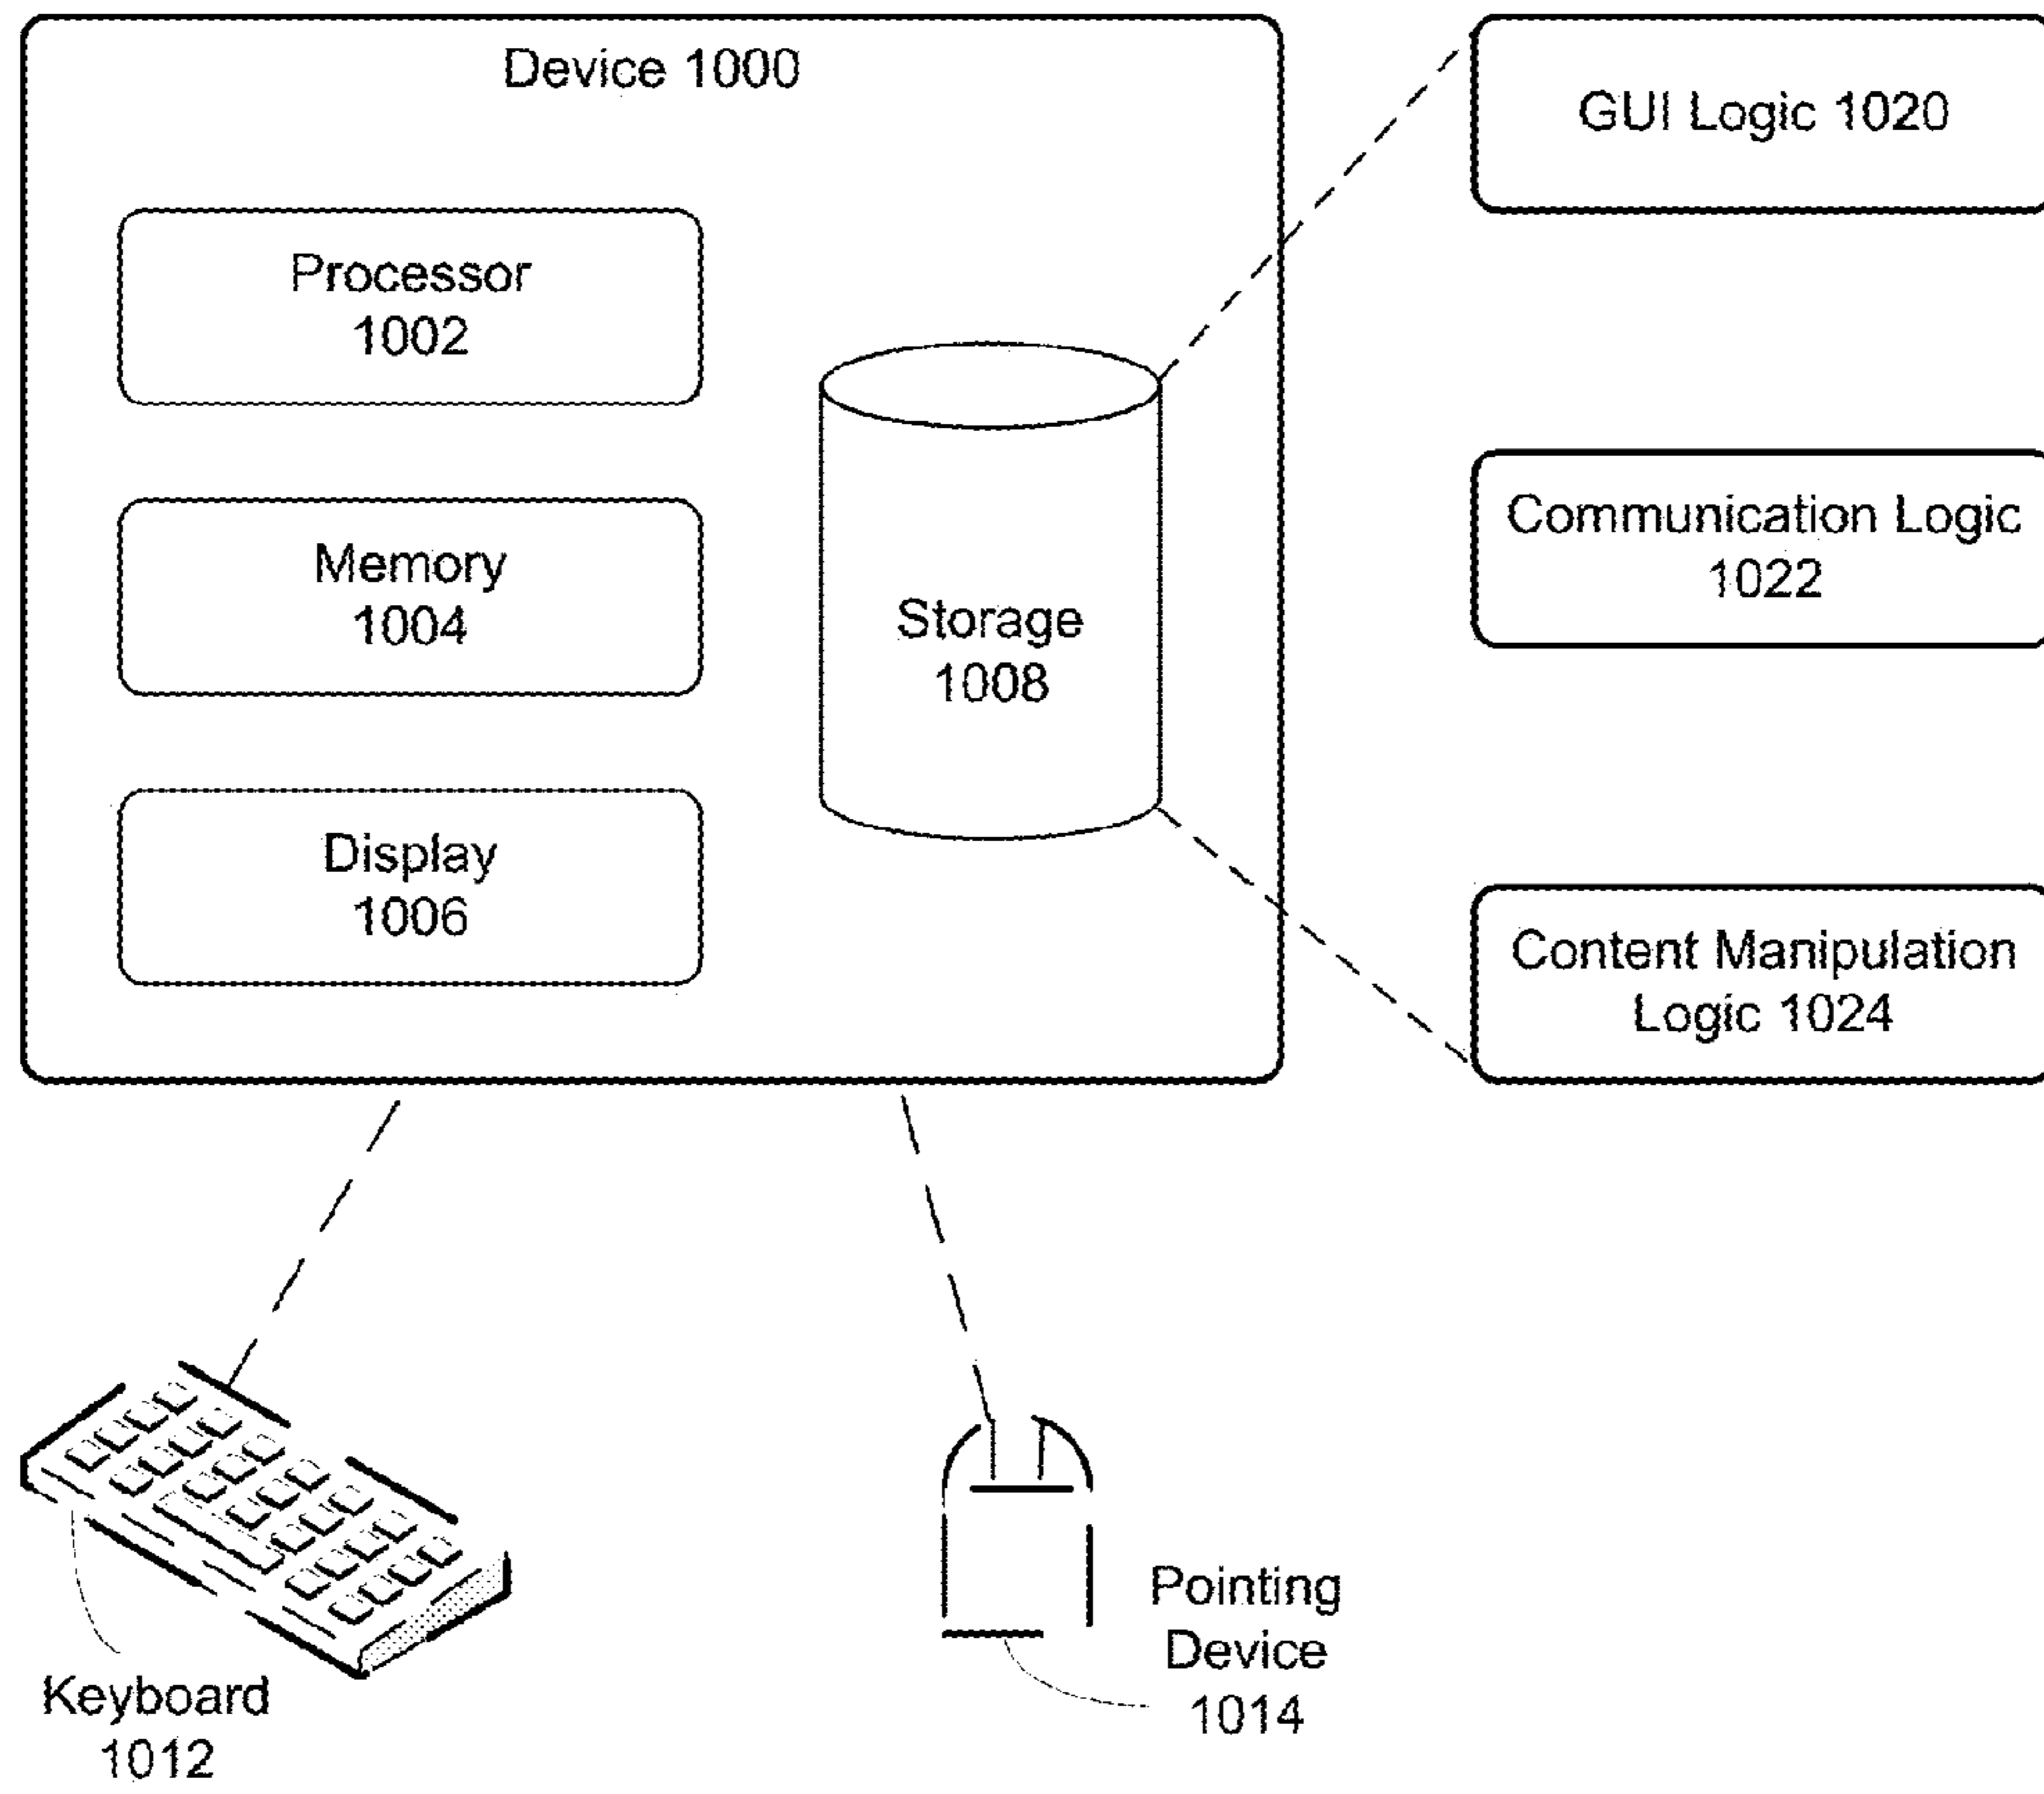 Device 1000
GUI Logic 1020
Processor
1002
Memory
1004
Communication Logic
1022
Storage
1008
Display
1006
Content Manipulation
Logic 1024
Keyboard
1012
Pointing
Device
1014